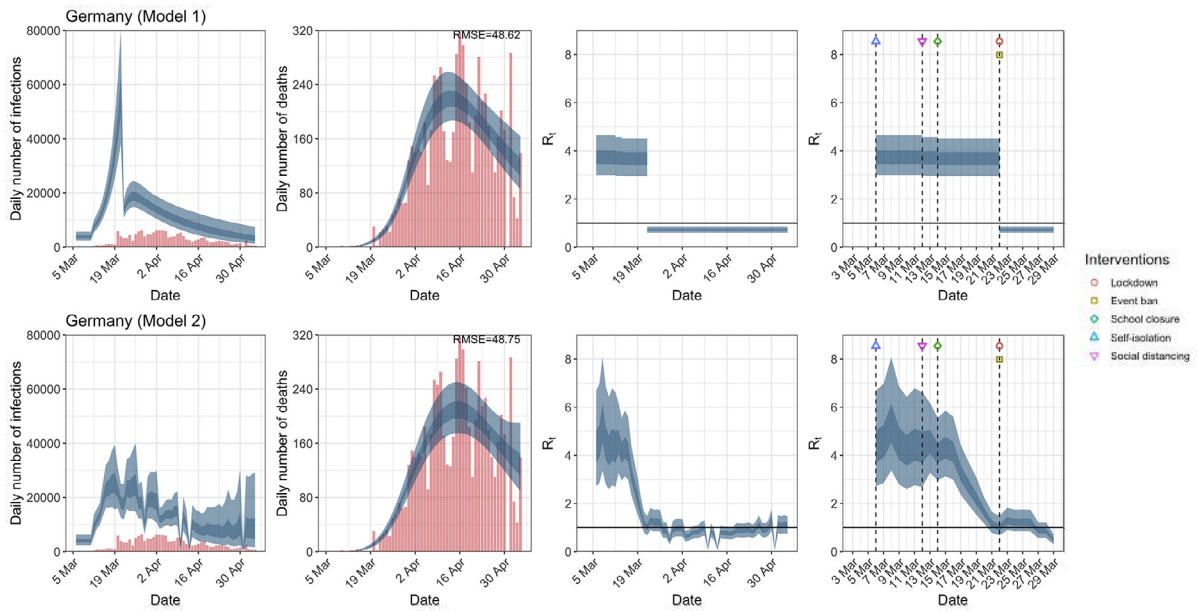 Germany (Model 1)
Daily number of infections
80000
60000
40000
20000
0
5 Mar
19 Mar
2 Apr
16 Apr
30 Apr
Date
Daily number of deaths
320
240
160
80
0
RMSE=48.62
5 Mar
19 Mar
2 Apr
16 Apr
30 Apr
Date
Rt
8
6
4
2
0
5 Mar
19 Mar
2 Apr
16 Apr
30 Apr
Date
Rt
8
6
4
2
0
3 Mar
5 Mar
7 Mar
9 Mar
11 Mar
13 Mar
15 Mar
17 Mar
19 Mar
21 Mar
23 Mar
25 Mar
27 Mar
29 Mar
Date
Interventions
Lockdown
Event ban
School closure
Self-isolation
Social distancing
Germany (Model 2)
Daily number of infections
80000
60000
40000
20000
0
5 Mar
19 Mar
2 Apr
16 Apr
30 Apr
Date
Daily number of deaths
320
240
160
80
0
RMSE=48.75
5 Mar
19 Mar
2 Apr
16 Apr
30 Apr
Date
Rt
8
6
4
2
0
5 Mar
19 Mar
2 Apr
16 Apr
30 Apr
Date
Rt
8
6
4
2
0
3 Mar
5 Mar
7 Mar
9 Mar
11 Mar
13 Mar
15 Mar
17 Mar
19 Mar
21 Mar
23 Mar
25 Mar
27 Mar
29 Mar
Date